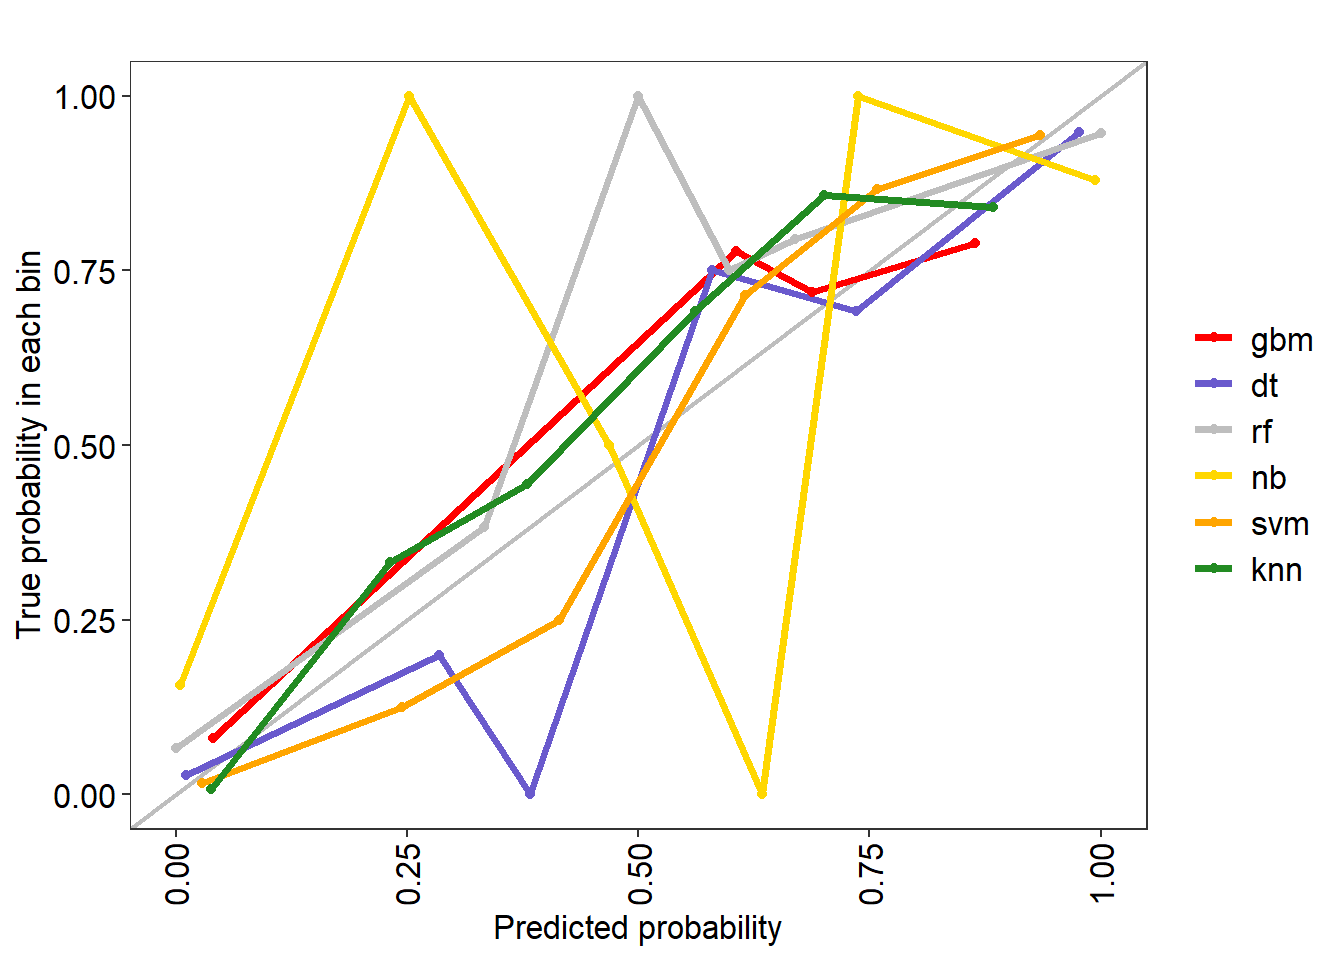 True probability in each bin
1.00
0.75
0.50
0.25
0.00
0.00
0.25
0.50
0.75
1.00
Predicted probability
gbm
dt
rf
nb
svm
knn